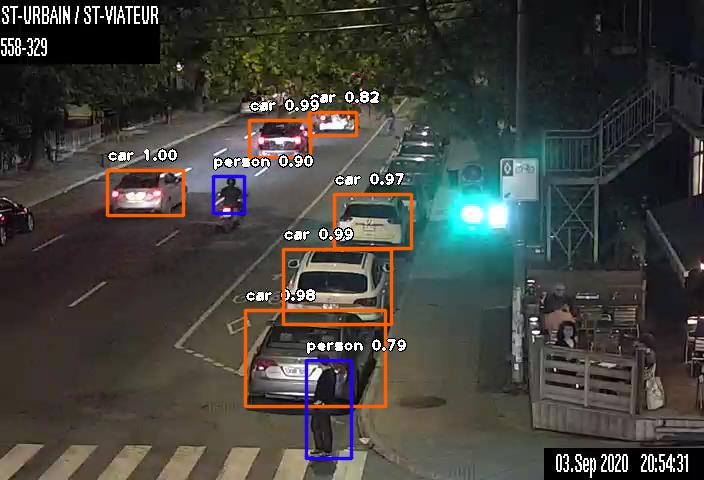 ST-URBAIN / ST-VIATEUR
558-329
car 0.82
car 0.99
car 1.00
person 0.90
car 0.97
car 0.99
car 0.98
person 0.79
03.Sep 2020 20:54:31